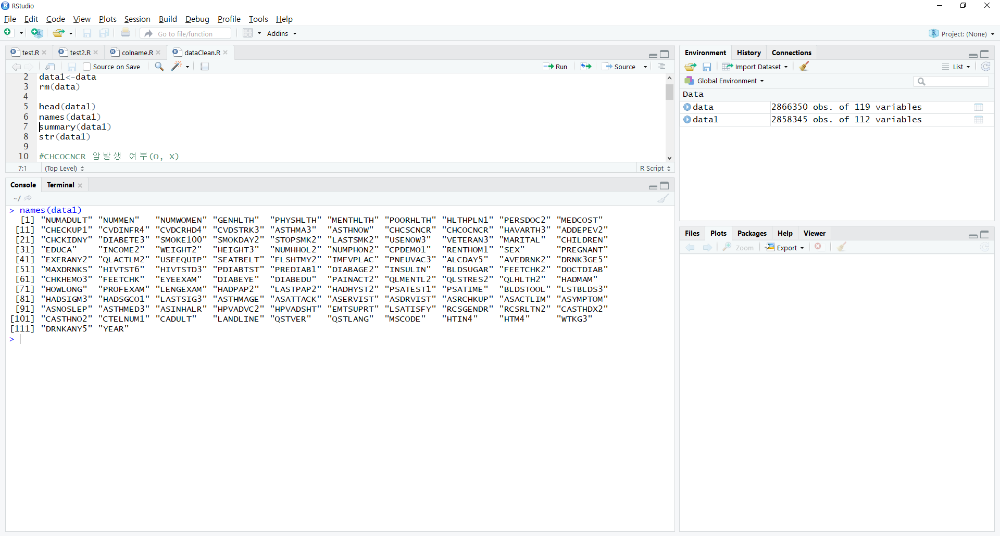 RStudio
File Edit Code View Plots Session Build Debug Profile Tools Help
Go to file/function Addins Project: (None)
test.R test2.R colname.R dataClean.R
Source on Save Run Source
2 data1<-data
3 rm(data)
4
5 head(data1)
6 names(data1)
7 summary(data1)
8 str(data1)
9
10 #CHCOCNCR 암발생 여부(O, X)
7:1 (Top Level) R Script
Console Terminal
~/
> names(data1)
[1] "NUMADULT" "NUMMEN" "NUMWOMEN" "GENHLTH" "PHYSHLTH" "MENTHLTH" "POORHLTH" "HLTHPLN1" "PERSDOC2" "MEDCOST"
[11] "CHECKUP1" "CVDINFR4" "CVDCRHD4" "CVDSTRK3" "ASTHMA3" "ASTHNOW" "CHCSCNCR" "CHCOCNCR" "HAVARTH3" "ADDEPEV2"
[21] "CHCKIDNY" "DIABETE3" "SMOKE100" "SMOKDAY2" "STOPSMK2" "LASTSMK2" "USENOW3" "VETERAN3" "MARITAL" "CHILDREN"
[31] "EDUCA" "INCOME2" "WEIGHT2" "HEIGHT3" "NUMHHOL2" "NUMPHON2" "CPDEMO1" "RENTHOM1" "SEX" "PREGNANT"
[41] "EXERANY2" "QLACTLM2" "USEEQUIP" "SEATBELT" "FLSHTMY2" "IMFVPLAC" "PNEUVAC3" "ALCDAY5" "AVEDRNK2" "DRNK3GE5"
[51] "MAXDRNKS" "HIVTST6" "HIVTSTD3" "PDIABTST" "PREDIAB1" "DIABAGE2" "INSULIN" "BLDSUGAR" "FEETCHK2" "DOCTDIAB"
[61] "CHKHEMO3" "FEETCHK" "EYEEXAM" "DIABEYE" "DIABEDU" "PAINACT2" "QLMENTL2" "QLSTRES2" "QLHLTH2" "HADMAM"
[71] "HOWLONG" "PROFEXAM" "LENGEXAM" "HADPAP2" "LASTPAP2" "HADHYST2" "PSATEST1" "PSATIME" "BLDSTOOL" "LSTBLDS3"
[81] "HADSIGM3" "HADSGCO1" "LASTSIG3" "ASTHMAGE" "ASATTACK" "ASERVIST" "ASDRVIST" "ASRCHKUP" "ASACTLIM" "ASYMPTOM"
[91] "ASNOSLEP" "ASTHMED3" "ASINHALR" "HPVADVC2" "HPVADSHT" "EMTSUPRT" "LSATISFY" "RCSGENDR" "RCSRLTN2" "CASTHDX2"
[101] "CASTHNO2" "CTELNUM1" "CADULT" "LANDLINE" "QSTVER" "QSTLANG" "MSCODE" "HTIN4" "HTM4" "WTKG3"
[111] "DRNKANY5" "YEAR"
>
Environment History Connections
Import Dataset List
Global Environment
Data
data 2866350 obs. of 119 variables
data1 2858345 obs. of 112 variables
Files Plots Packages Help Viewer
Zoom Export